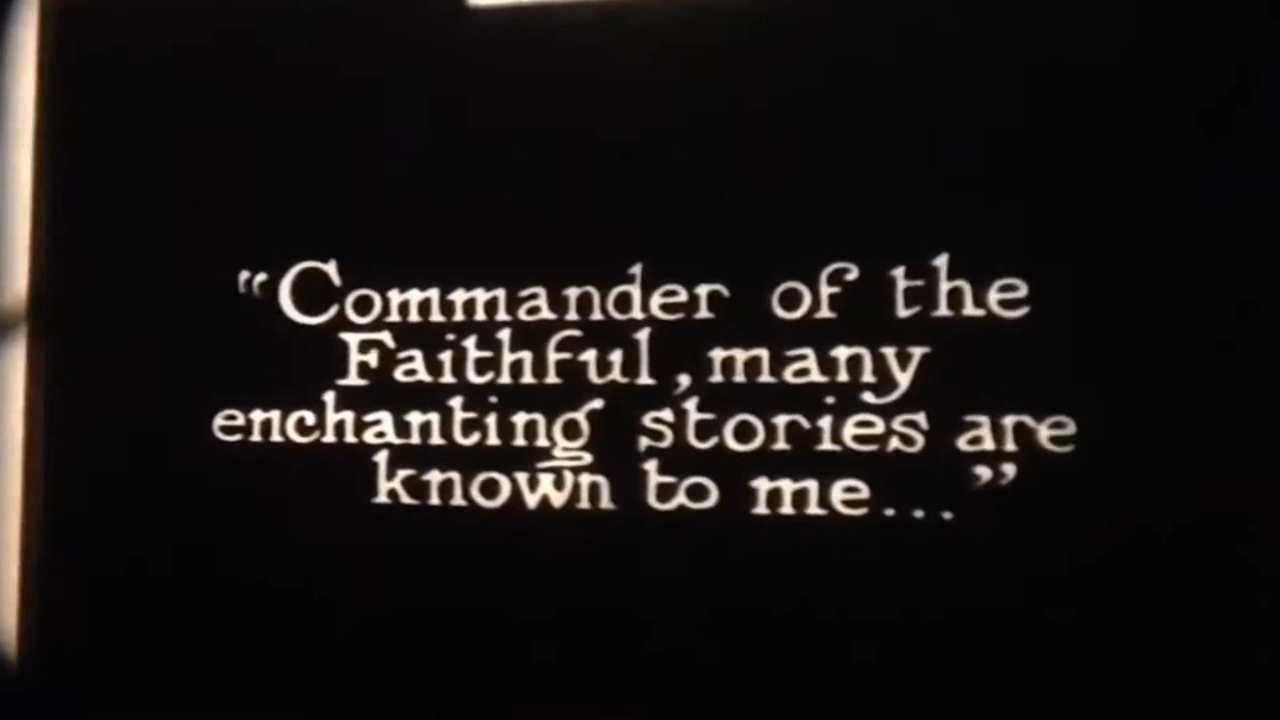 “Commander of the
Faithful, many
enchanting stories are
known to me...”